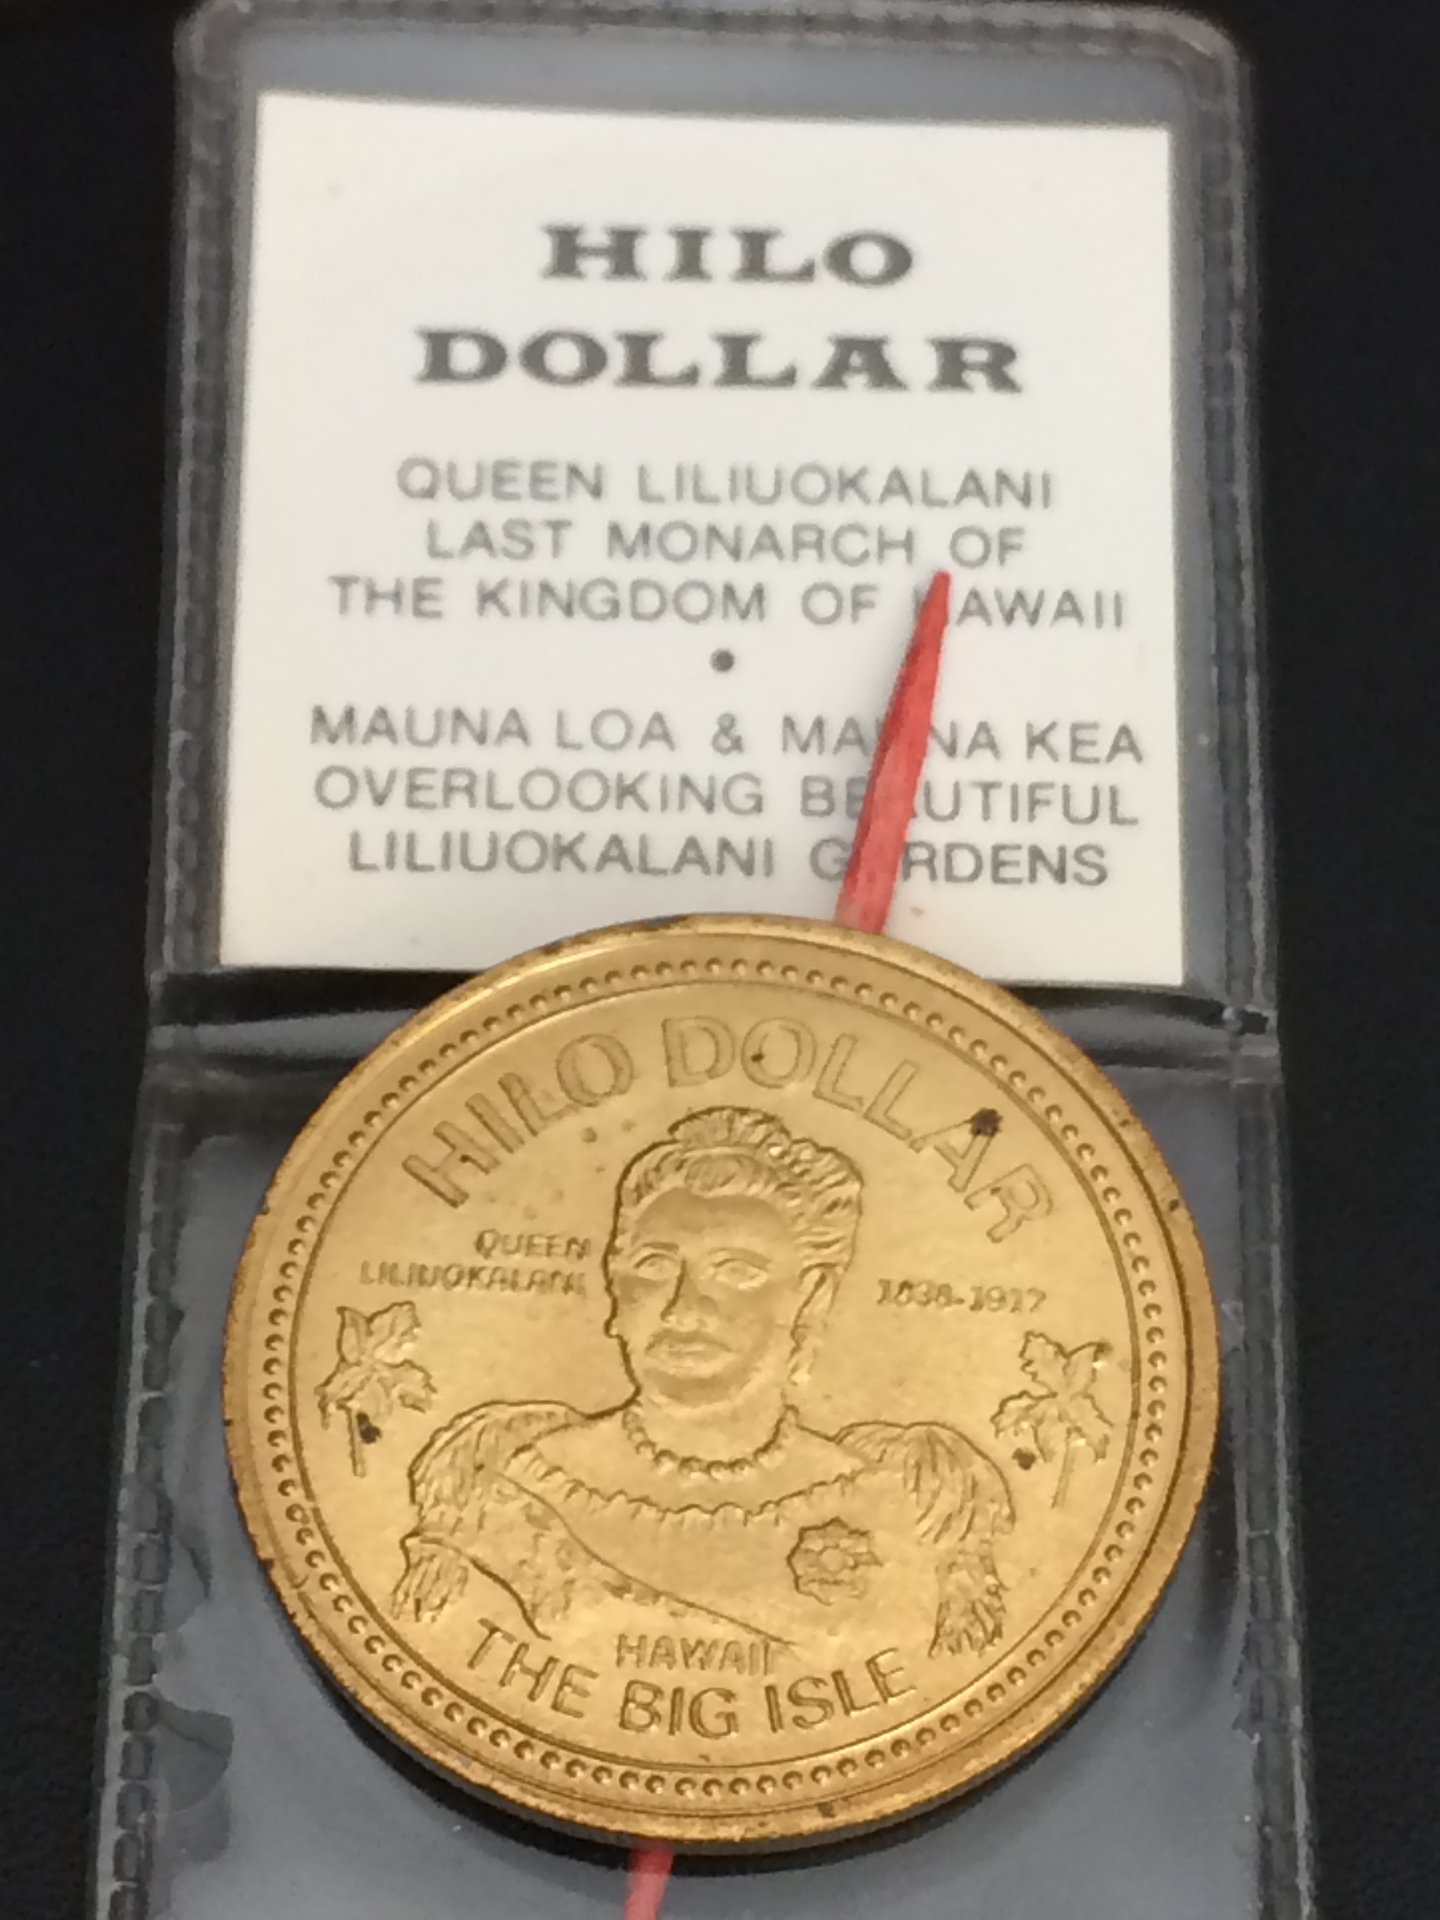 HILO
DOLLAR
QUEEN LILIUOKALANI
LAST MONARCH OF
THE KINGDOM OF HAWAII
•
MAUNA LOA & MAUNA KEA
OVERLOOKING BEAUTIFUL
LILIUOKALANI GARDENS
HILO DOLLAR
QUEEN
LILIUOKALANI
1838-1917
HAWAII
THE BIG ISLE